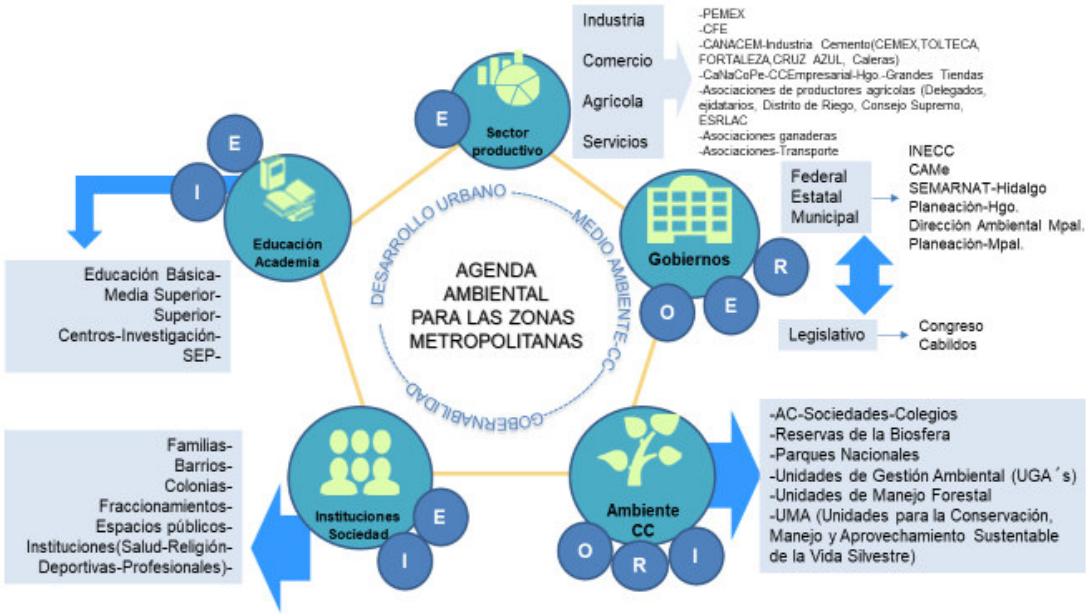 Industria
Comercio
Agrícola
Servicios
-PEMEX
-CFE
-CANACEM-Industria Cemento(CEMEX,TOLTECA,
FORTALEZA,CRUZ AZUL, Caleras)
-CaNaCoPe-CCEmpresarial-Hgo.-Grandes Tiendas
-Asociaciones de productores agrícolas (Delegados,
ejidatarios, Distrito de Riego, Consejo Supremo,
ESRLAC
-Asociaciones ganaderas
-Asociaciones-Transporte
E
Sector
productivo
E
I
Educación
Academia
Educación Básica-
Media Superior-
Superior-
Centros-Investigación-
SEP-
DESARROLLO URBANO
MEDIO AMBIENTE-CC
GOBERNABILIDAD
AGENDA
AMBIENTAL
PARA LAS ZONAS
METROPOLITANAS
Gobiernos
R
E
O
Federal
Estatal
Municipal
INECC
CAMe
SEMARNAT-Hidalgo
Planeación-Hgo.
Dirección Ambiental Mpal.
Planeación-Mpal.
Legislativo
Congreso
Cabildos
Familias-
Barrios-
Colonias-
Fraccionamientos-
Espacios públicos-
Instituciones(Salud-Religión-
Deportivas-Profesionales)-
Instituciones
Sociedad
E
I
Ambiente
CC
O
R
I
-AC-Sociedades-Colegios
-Reservas de la Biosfera
-Parques Nacionales
-Unidades de Gestión Ambiental (UGA´s)
-Unidades de Manejo Forestal
-UMA (Unidades para la Conservación,
Manejo y Aprovechamiento Sustentable
de la Vida Silvestre)